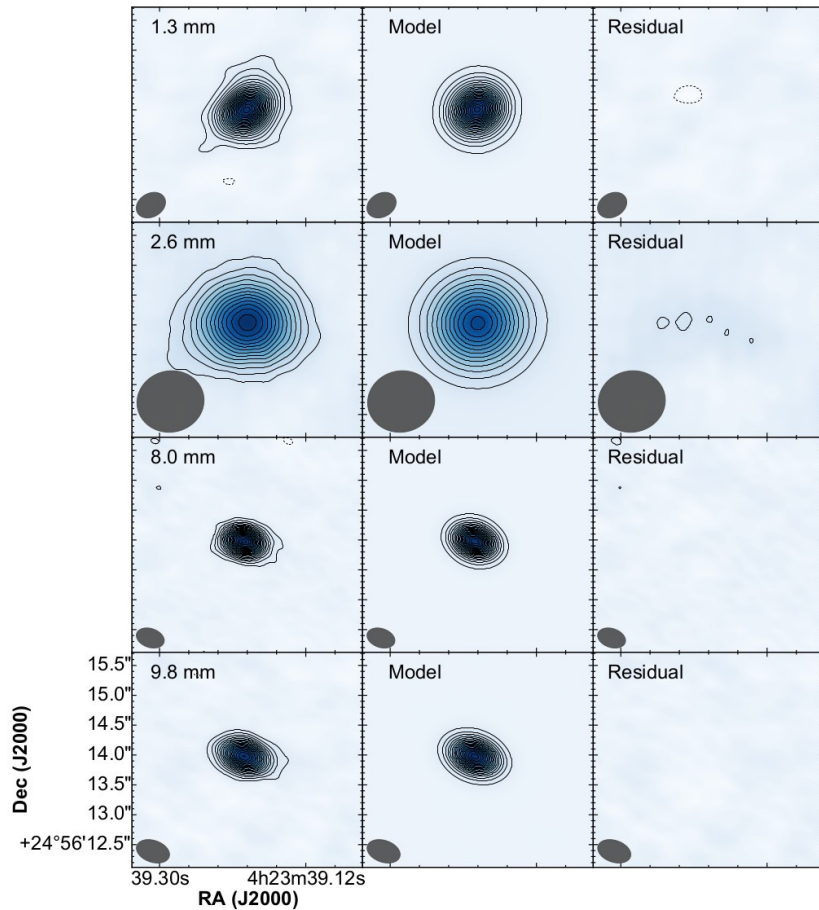 1.3 mm Model Residual
2.6 mm Model Residual
8.0 mm Model Residual
9.8 mm Model Residual
15.5"
15.0"
14.5"
14.0"
13.5"
13.0"
+24°56'12.5"
Dec (J2000)
39.30s 4h23m39.12s
RA (J2000)